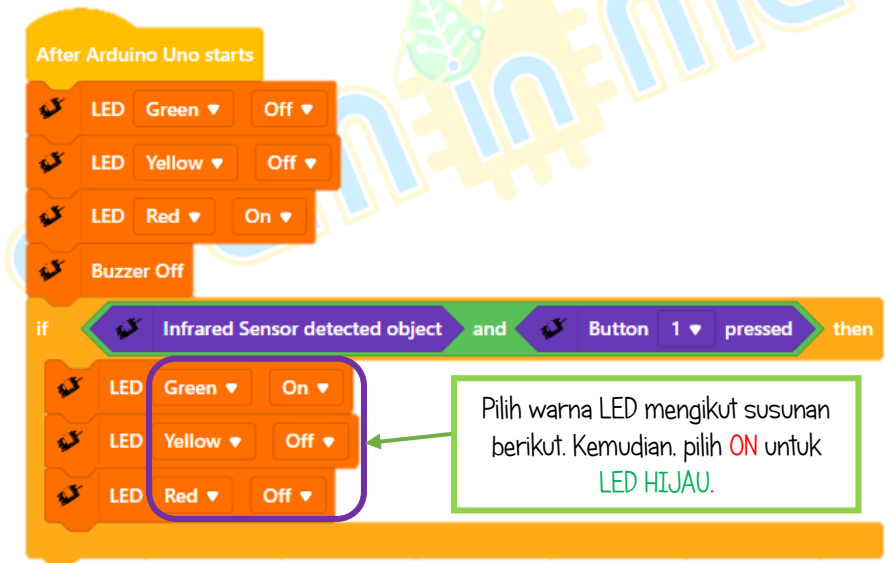 After Arduino Uno starts
LED Green Off
LED Yellow Off
LED Red On
Buzzer Off
if Infrared Sensor detected object and Button 1 pressed then
LED Green On
LED Yellow Off
LED Red Off
Pilih warna LED mengikut susunan
berikut. Kemudian, pilih ON untuk
LED HIJAU.